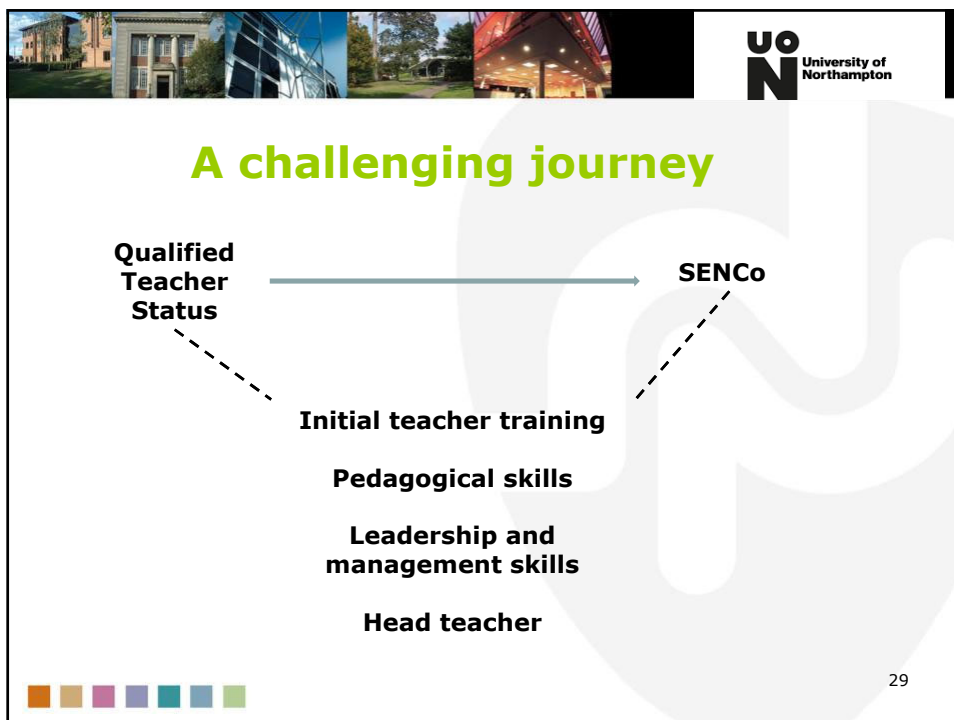 UO
N
University of
Northampton
A challenging journey
Qualified
Teacher
Status
SENCo
Initial teacher training
Pedagogical skills
Leadership and
management skills
Head teacher
29